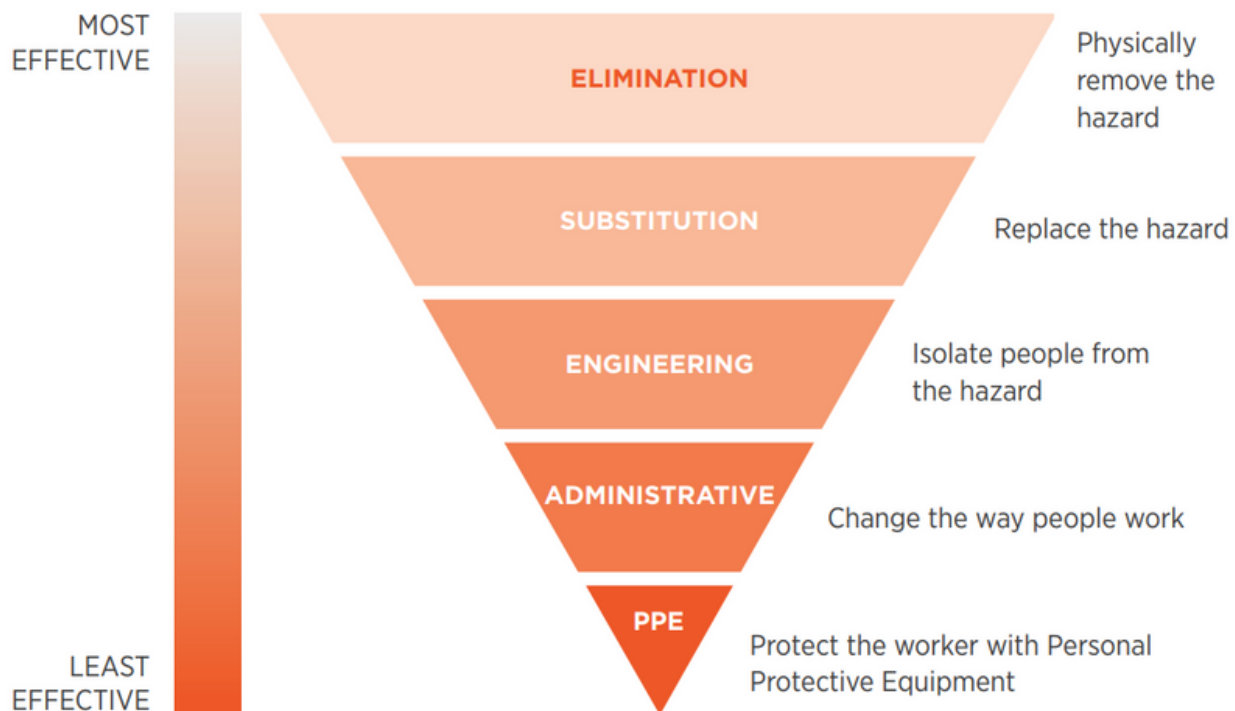 MOST
EFFECTIVE
ELIMINATION
Physically
remove the
hazard
SUBSTITUTION
Replace the hazard
ENGINEERING
Isolate people from
the hazard
ADMINISTRATIVE
Change the way people work
PPE
Protect the worker with Personal
Protective Equipment
LEAST
EFFECTIVE